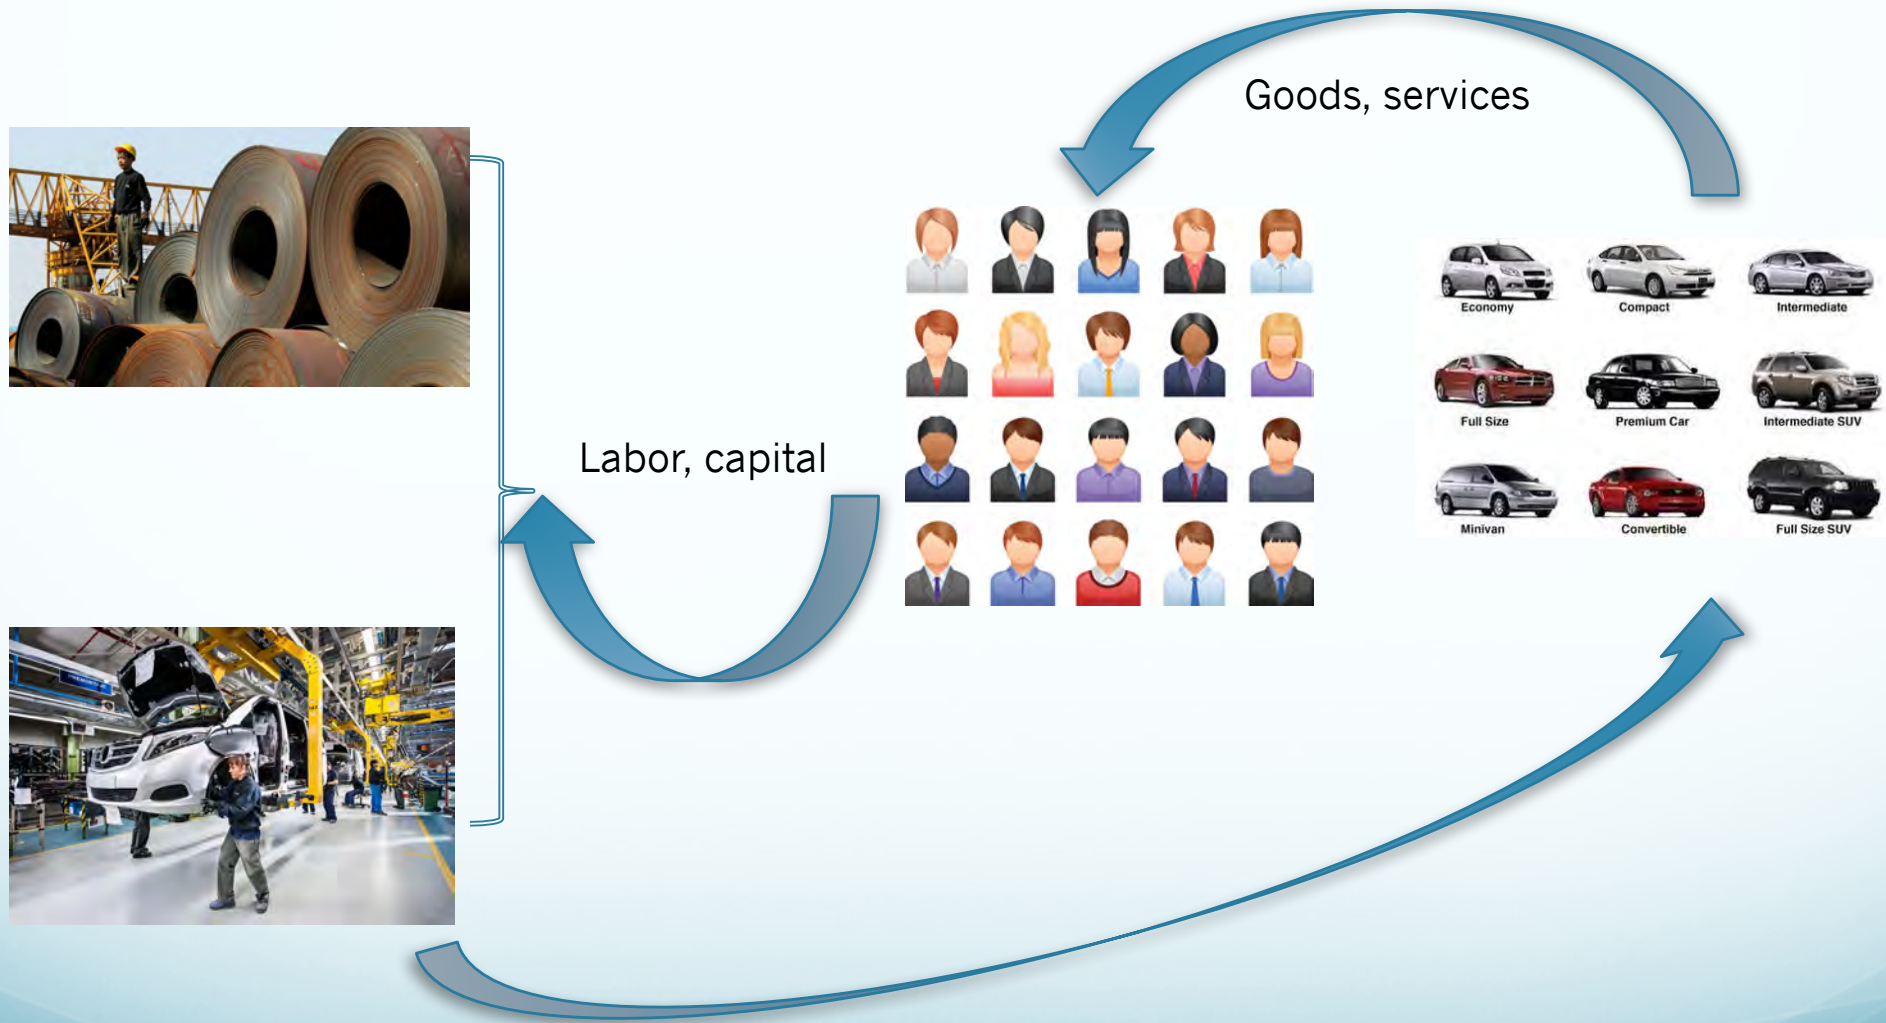 Goods, services
Labor, capital
Economy
Compact
Intermediate
Full Size
Premium Car
Intermediate SUV
Minivan
Convertible
Full Size SUV